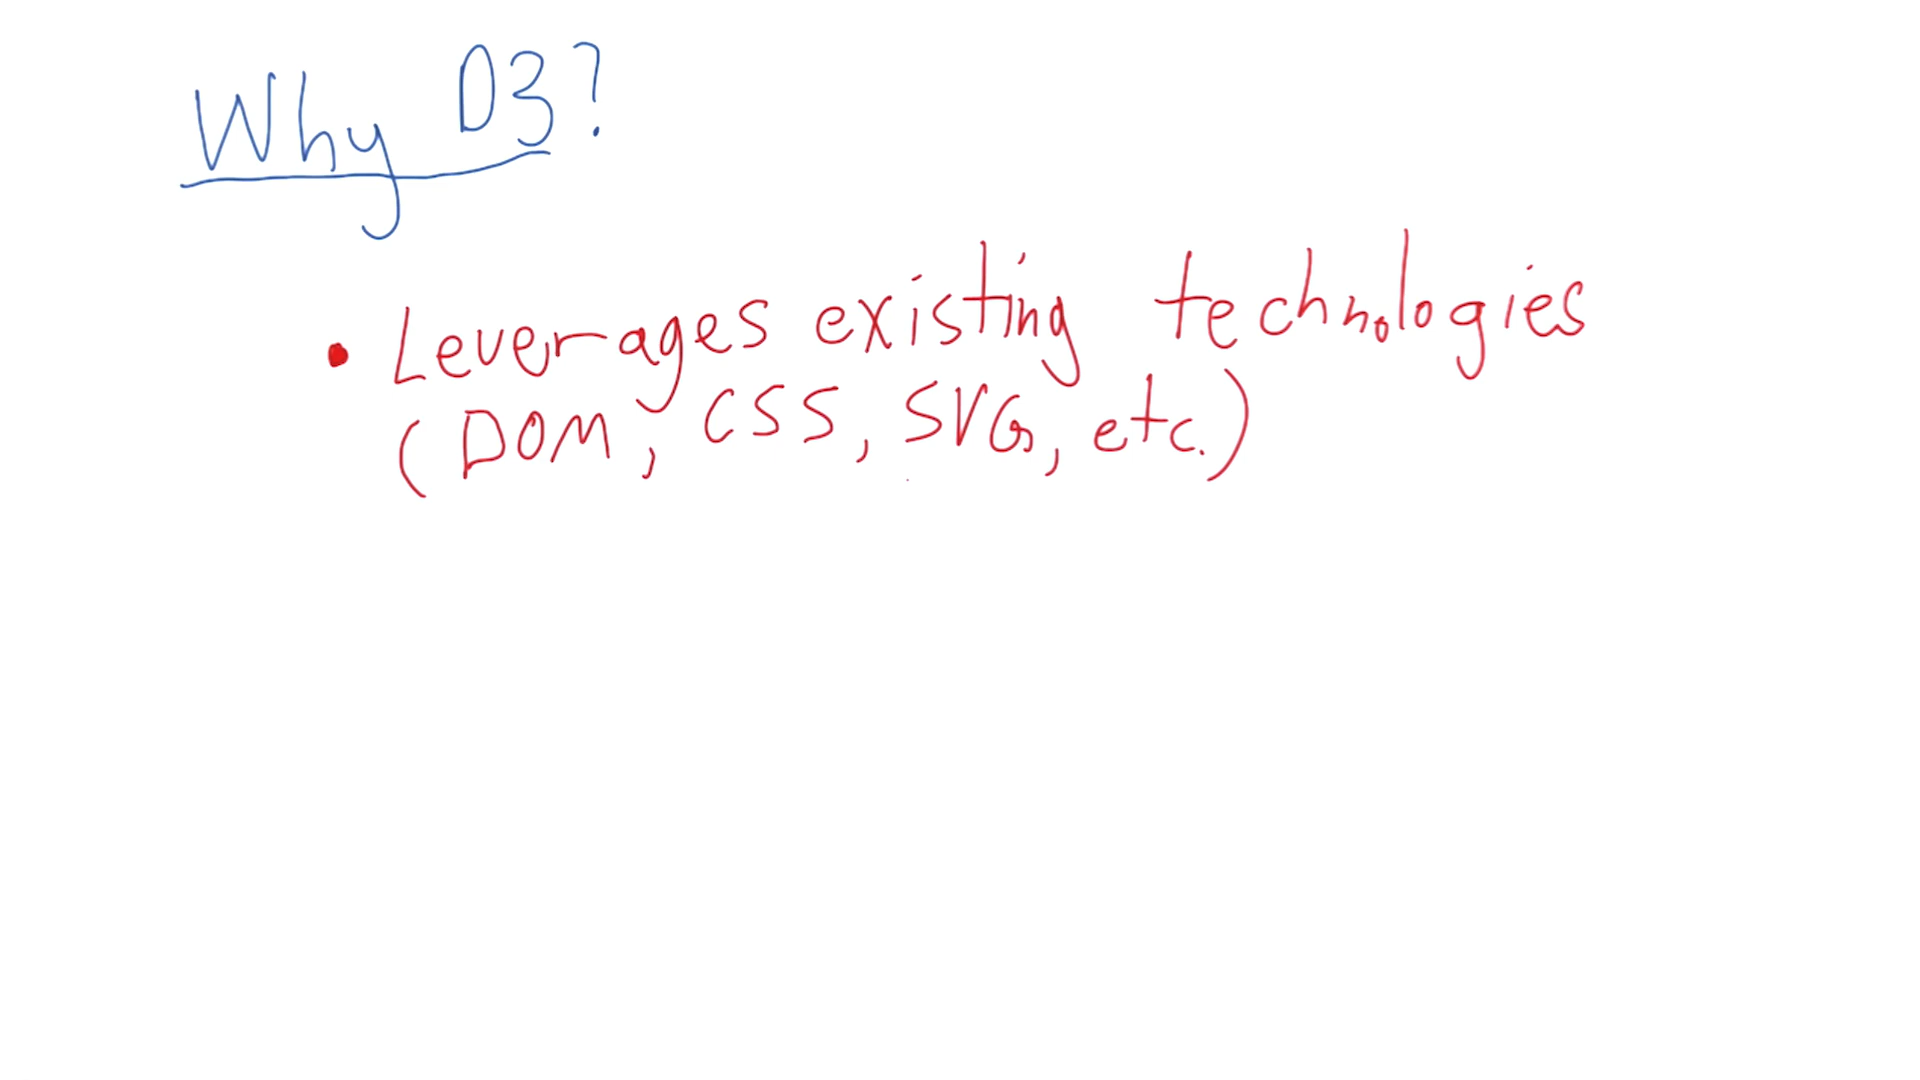 Why D3?
• Leverages existing technologies
(DOM, CSS, SVG, etc.)